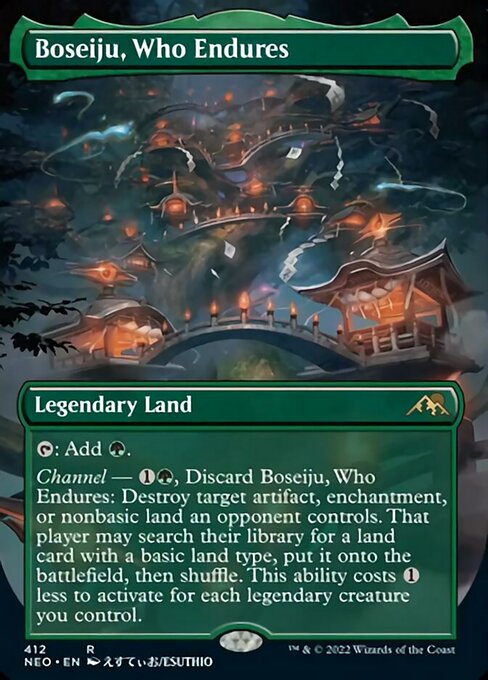 Boseiju, Who Endures
Legendary Land
: Add .
Channel — 1, Discard Boseiju, Who
Endures: Destroy target artifact, enchantment,
or nonbasic land an opponent controls. That
player may search their library for a land
card with a basic land type, put it onto the
battlefield, then shuffle. This ability costs 1
less to activate for each legendary creature
you control.
412 R
NEO • EN えすてぃお/ESUTHIO
™ & © 2022 Wizards of the Coast